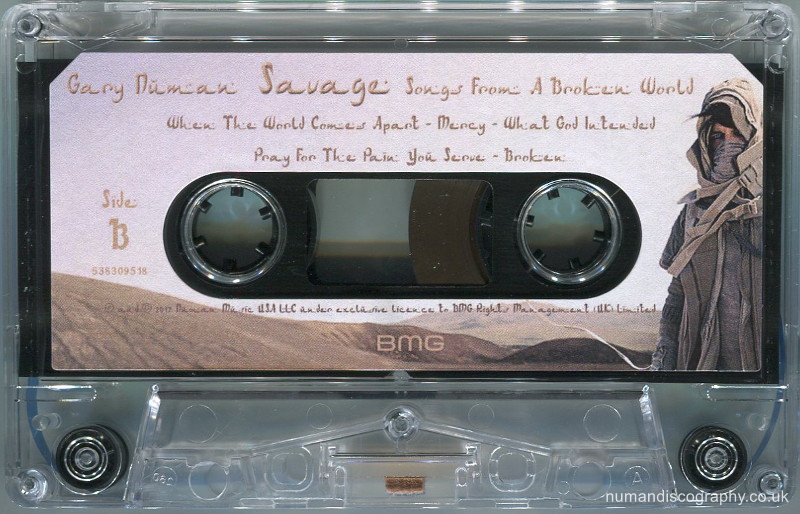 Gary Numan Savage Songs From A Broken World
When The World Comes Apart - Mercy - What God Intended
Pray For The Pain You Serve - Broken
Side
B
538309518
© and ℗ 2017 Numan Music USA LLC under exclusive licence to BMG Rights Management (UK) Limited
BMG
A
numandiscography.co.uk